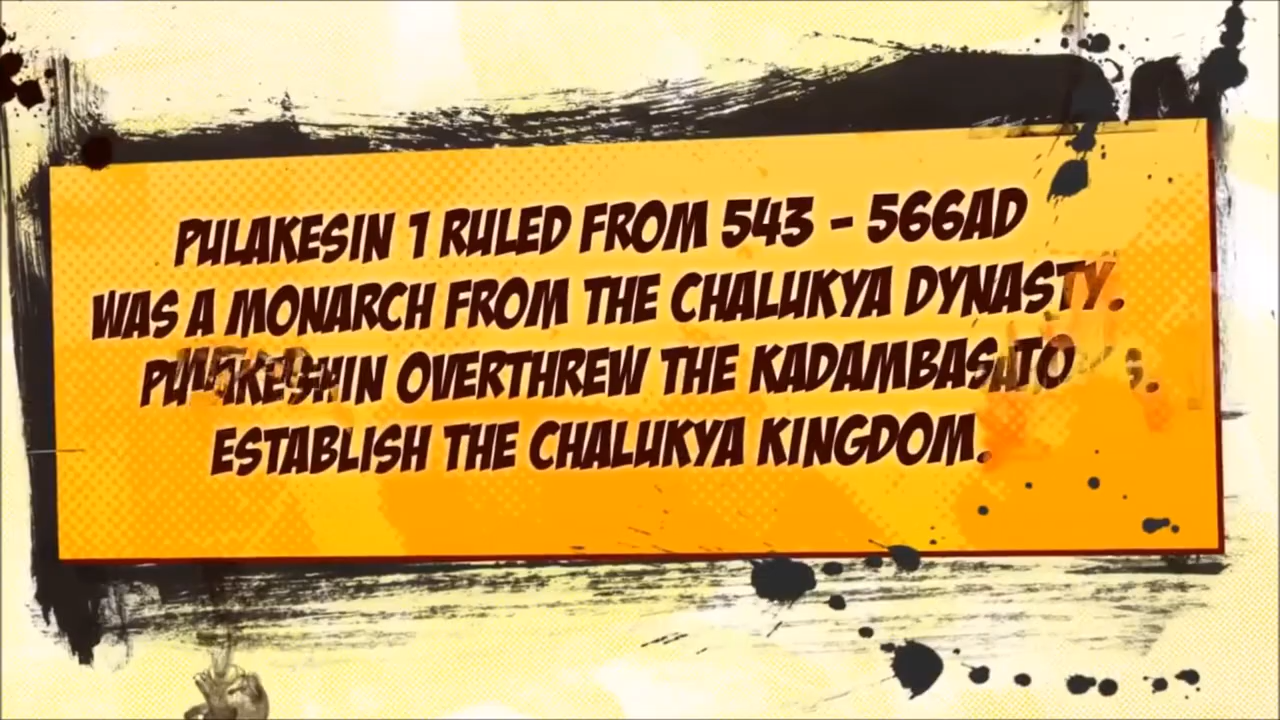 PULAKESIN 1 RULED FROM 543 - 566AD
WAS A MONARCH FROM THE CHALUKYA DYNASTY.
PULAKESHIN OVERTHREW THE KADAMBAS TO
ESTABLISH THE CHALUKYA KINGDOM.